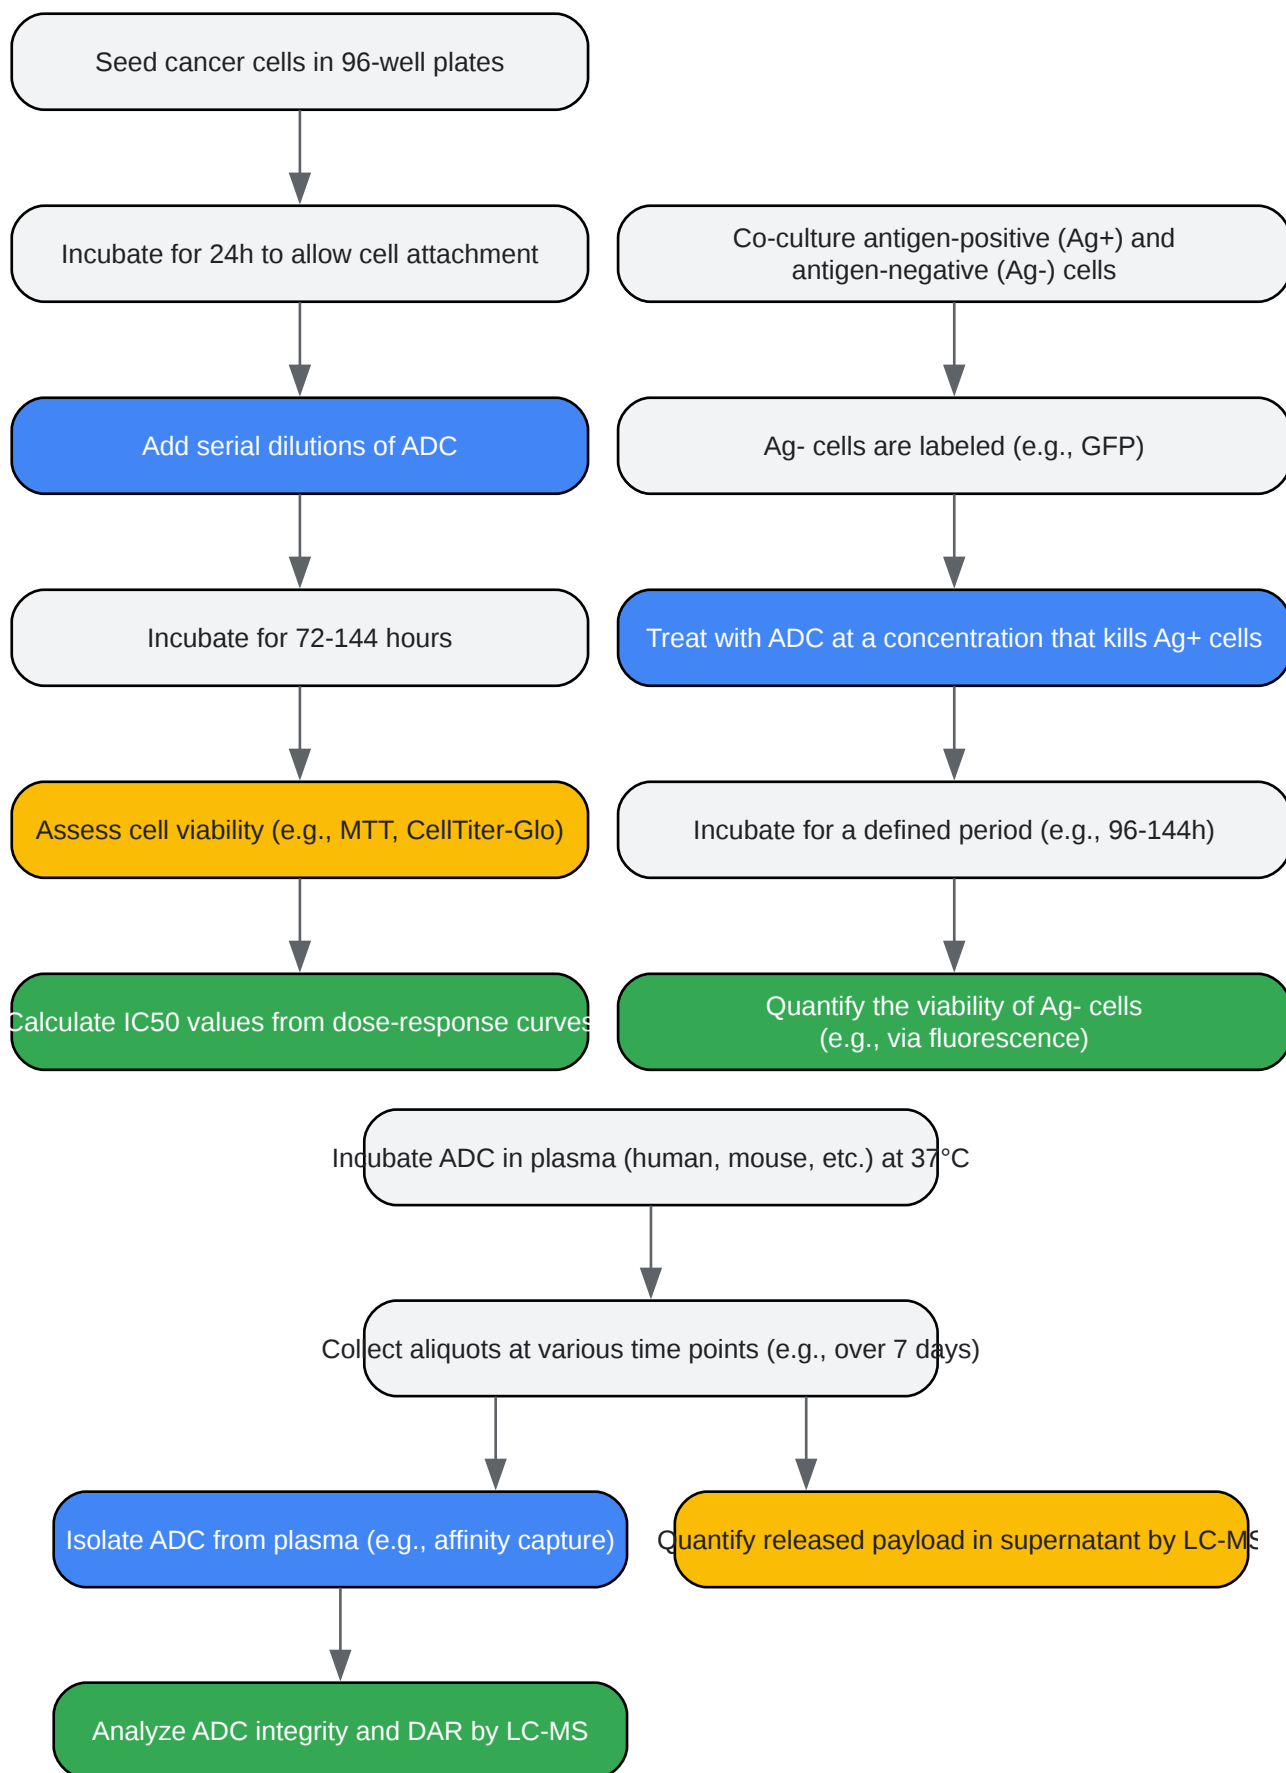 Seed cancer cells in 96-well plates
Incubate for 24h to allow cell attachment
Add serial dilutions of ADC
Incubate for 72-144 hours
Assess cell viability (e.g., MTT, CellTiter-Glo)
Calculate IC50 values from dose-response curves
Co-culture antigen-positive (Ag+) and
antigen-negative (Ag-) cells
Ag- cells are labeled (e.g., GFP)
Treat with ADC at a concentration that kills Ag+ cells
Incubate for a defined period (e.g., 96-144h)
Quantify the viability of Ag- cells
(e.g., via fluorescence)
Incubate ADC in plasma (human, mouse, etc.) at 37°C
Collect aliquots at various time points (e.g., over 7 days)
Isolate ADC from plasma (e.g., affinity capture)
Quantify released payload in supernatant by LC-MS
Analyze ADC integrity and DAR by LC-MS